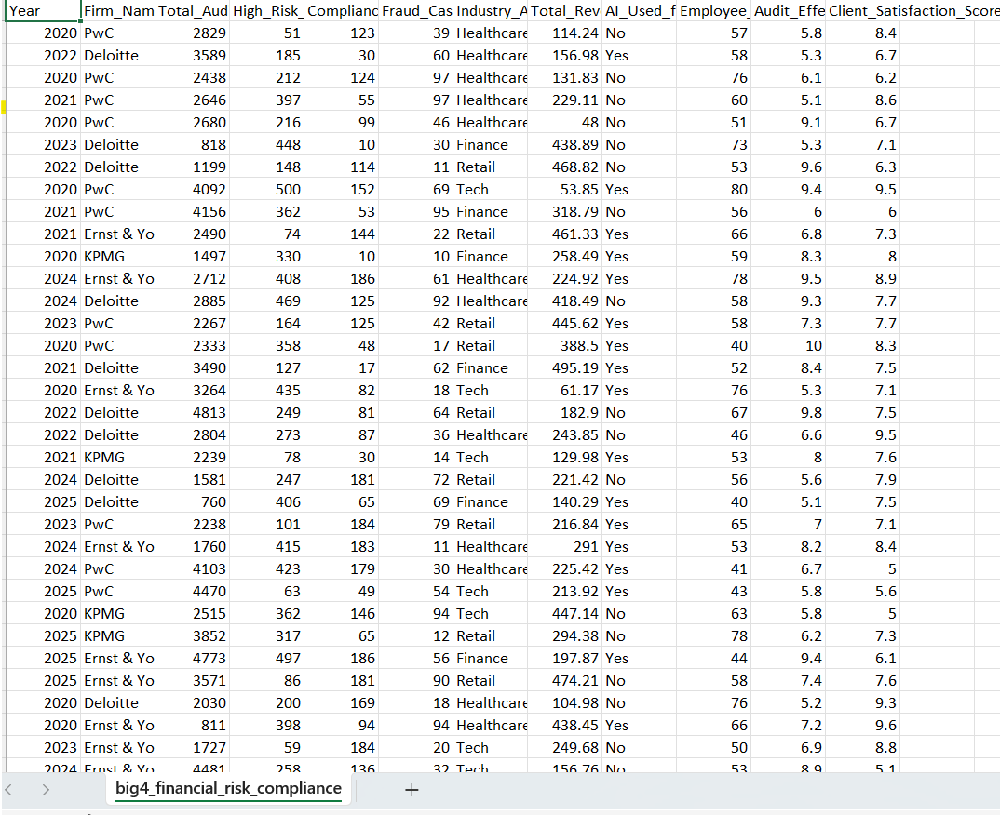 Year Firm_Nam Total_Aud High_Risk_ Complianc Fraud_Cas Industry_A Total_Reve AI_Used_f Employee_ Audit_Effe Client_Satisfaction_Score
2020 PwC 2829 51 123 39 Healthcare 114.24 No 57 5.8 8.4
2022 Deloitte 3589 185 30 60 Healthcare 156.98 Yes 58 5.3 6.7
2020 PwC 2438 212 124 97 Healthcare 131.83 No 76 6.1 6.2
2021 PwC 2646 397 55 97 Healthcare 229.11 No 60 5.1 8.6
2020 PwC 2680 216 99 46 Healthcare 48 No 51 9.1 6.7
2023 Deloitte 818 448 10 30 Finance 438.89 No 73 5.3 7.1
2022 Deloitte 1199 148 114 11 Retail 468.82 No 53 9.6 6.3
2020 PwC 4092 500 152 69 Tech 53.85 Yes 80 9.4 9.5
2021 PwC 4156 362 53 95 Finance 318.79 No 56 6 6
2021 Ernst & Yo 2490 74 144 22 Retail 461.33 Yes 66 6.8 7.3
2020 KPMG 1497 330 10 10 Finance 258.49 Yes 59 8.3 8
2024 Ernst & Yo 2712 408 186 61 Healthcare 224.92 Yes 78 9.5 8.9
2024 Deloitte 2885 469 125 92 Healthcare 418.49 No 58 9.3 7.7
2023 PwC 2267 164 125 42 Retail 445.62 Yes 58 7.3 7.7
2020 PwC 2333 358 48 17 Retail 388.5 Yes 40 10 8.3
2021 Deloitte 3490 127 17 62 Finance 495.19 Yes 52 8.4 7.5
2020 Ernst & Yo 3264 435 82 18 Tech 61.17 Yes 76 5.3 7.1
2022 Deloitte 4813 249 81 64 Retail 182.9 No 67 9.8 7.5
2022 Deloitte 2804 273 87 36 Healthcare 243.85 No 46 6.6 9.5
2021 KPMG 2239 78 30 14 Tech 129.98 Yes 53 8 7.6
2024 Deloitte 1581 247 181 72 Retail 221.42 No 56 5.6 7.9
2025 Deloitte 760 406 65 69 Finance 140.29 Yes 40 5.1 7.5
2023 PwC 2238 101 184 79 Retail 216.84 Yes 65 7 7.1
2024 Ernst & Yo 1760 415 183 11 Healthcare 291 Yes 53 8.2 8.4
2024 PwC 4103 423 179 30 Healthcare 225.42 Yes 41 6.7 5
2025 PwC 4470 63 49 54 Tech 213.92 Yes 43 5.8 5.6
2020 KPMG 2515 362 146 94 Tech 447.14 No 63 5.8 5
2025 KPMG 3852 317 65 12 Retail 294.38 No 78 6.2 7.3
2025 Ernst & Yo 4773 497 186 56 Finance 197.87 Yes 44 9.4 6.1
2025 Ernst & Yo 3571 86 181 90 Retail 474.21 No 58 7.4 7.6
2020 Deloitte 2030 200 169 18 Healthcare 104.98 No 76 5.2 9.3
2020 Ernst & Yo 811 398 94 94 Healthcare 438.45 Yes 66 7.2 9.6
2023 Ernst & Yo 1727 59 184 20 Tech 249.68 No 50 6.9 8.8
2024 Ernst & Yo 4481 258 136 32 Tech 156.76 No 53 8.9 5.1
big4_financial_risk_compliance